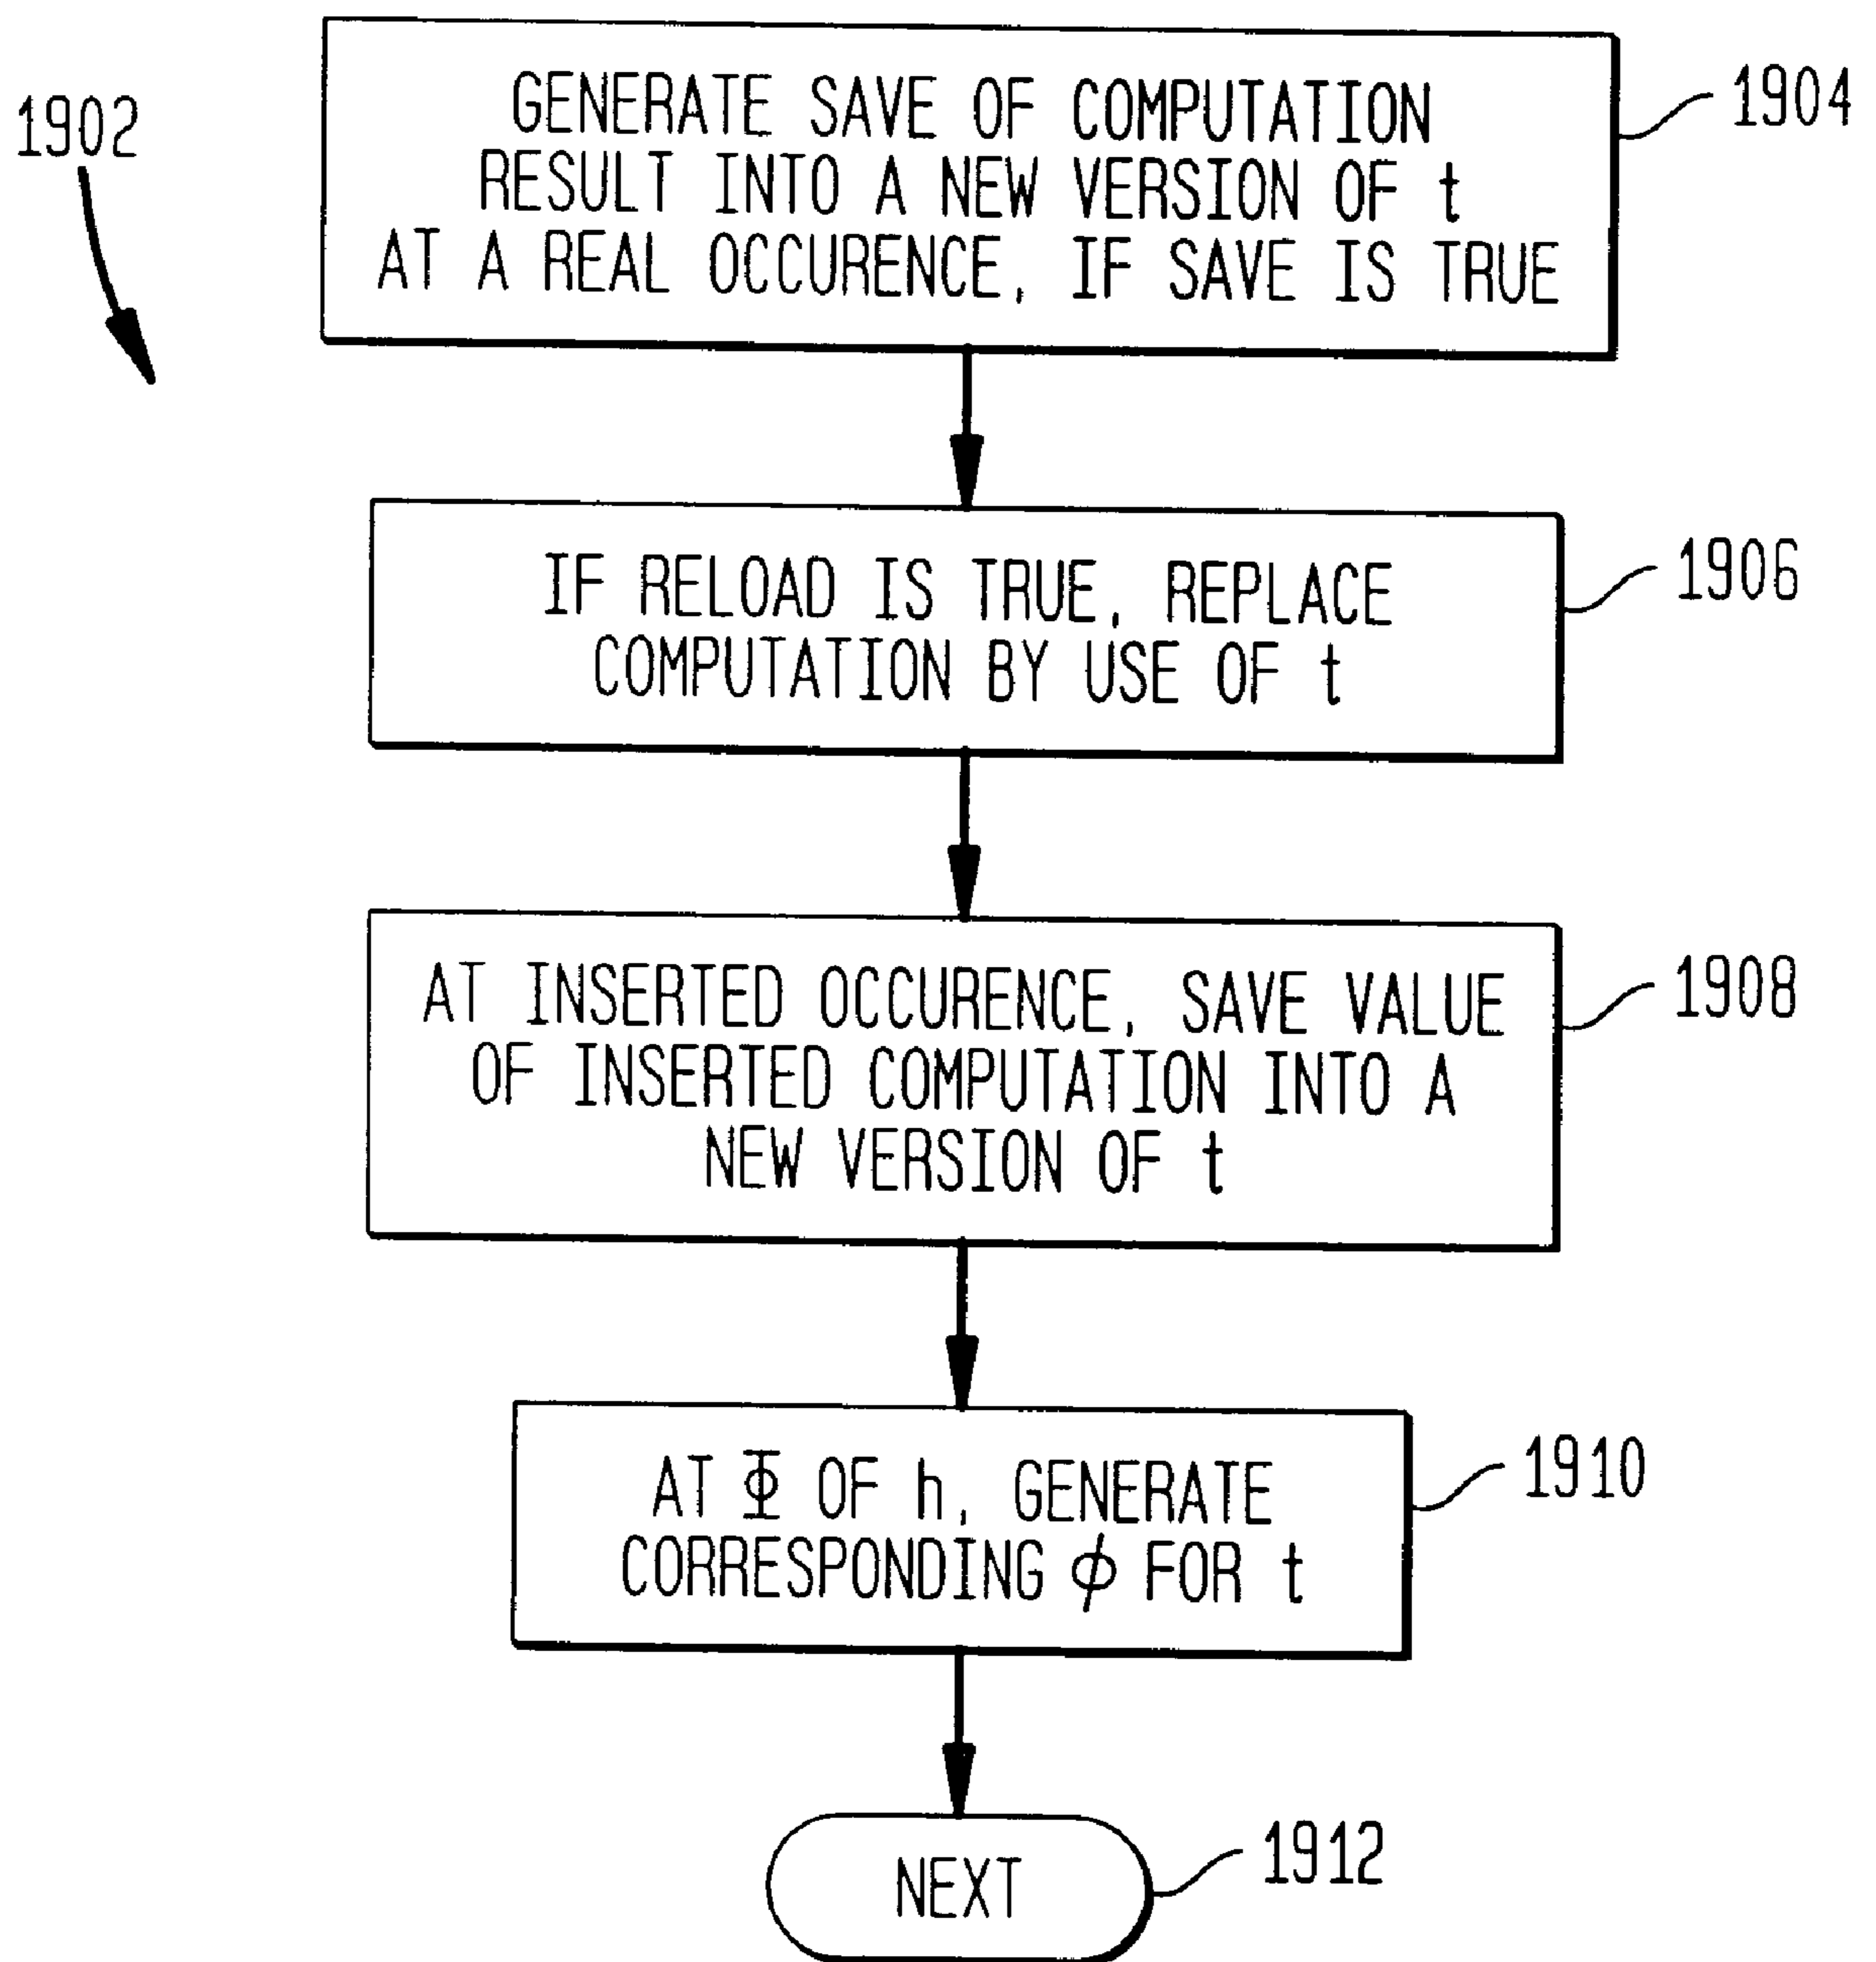 1902
GENERATE SAVE OF COMPUTATION
RESULT INTO A NEW VERSION OF t
AT A REAL OCCURENCE, IF SAVE IS TRUE
1904
IF RELOAD IS TRUE, REPLACE
COMPUTATION BY USE OF t
1906
AT INSERTED OCCURENCE, SAVE VALUE
OF INSERTED COMPUTATION INTO A
NEW VERSION OF t
1908
AT Φ OF h, GENERATE
CORRESPONDING ϕ FOR t
1910
NEXT
1912